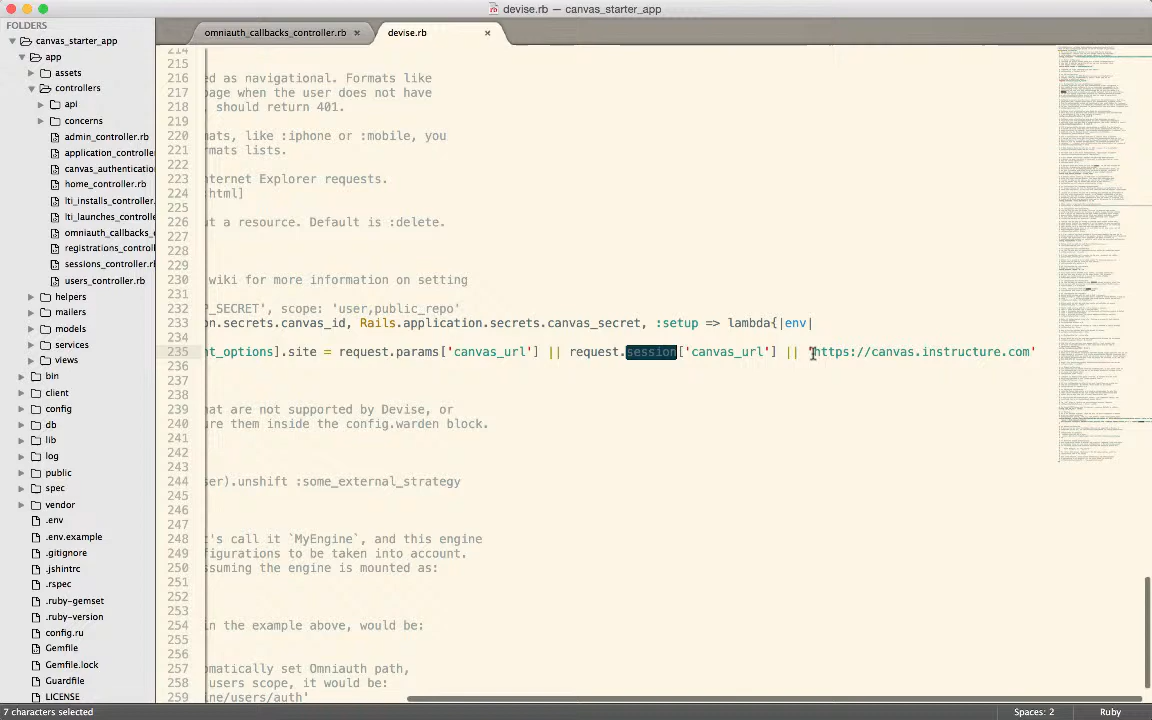 devise.rb — canvas_starter_app
FOLDERS
canvas_starter_app
app
assets
controllers
api
concerns
admin_controller.rb
application_controlle
canvas_authentication
home_controller.rb
lti_installs_controller.
lti_launches_controlle
omniauth_callbacks_c
registrations_control
sessions_controller.rb
users_controller.rb
helpers
mailers
models
services
views
bin
client
config
db
lib
log
public
spec
vendor
.env
.env.example
.gitignore
.jshintrc
.rspec
.ruby-gemset
.ruby-version
config.ru
Gemfile
Gemfile.lock
Guardfile
LICENSE
omniauth_callbacks_controller.rb
devise.rb
214
215
216 ed as navigational. Formats like
217 page when the user does not have
218 should return 401.
219
220 mats, like :iphone or :mobile, you
221 rmats lists.
222
223 nternet Explorer requests.
224 html]
225
226 ut a resource. Default is :delete.
227
229
230 wiki for more information on setting
231
232 P_SECRET', scope: 'user,public_repo'
233 on.secrets.canvas_id, Rails.application.secrets.canvas_secret, :setup => lambda{|env|
234
235 nt_options].site = request.params['canvas_url'] || request.session['canvas_url'] || 'https://canvas.instructure.com'
236
237
239 hat are not supported by Devise, or
240 ure them inside the config.warden block.
241
242
243
244 ser).unshift :some_external_strategy
245
246
247
248 t's call it `MyEngine`, and this engine
249 figurations to be taken into account.
250 ssuming the engine is mounted as:
251
252
253
254 in the example above, would be:
255
256
257 omatically set Omniauth path,
258 users scope, it would be:
259 ine/users/auth'
7 characters selected
Spaces: 2
Ruby